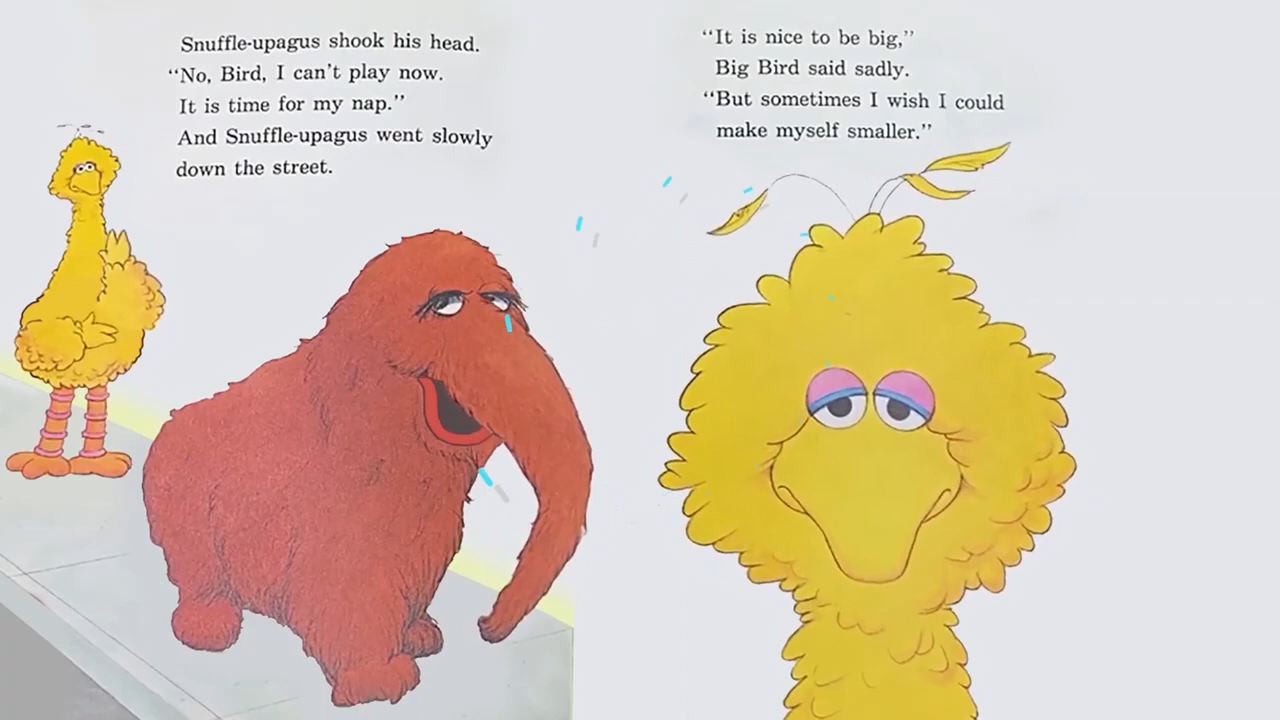 Snuffle-upagus shook his head.
“No, Bird, I can’t play now.
It is time for my nap.”
And Snuffle-upagus went slowly
down the street.
“It is nice to be big,”
Big Bird said sadly.
“But sometimes I wish I could
make myself smaller.”